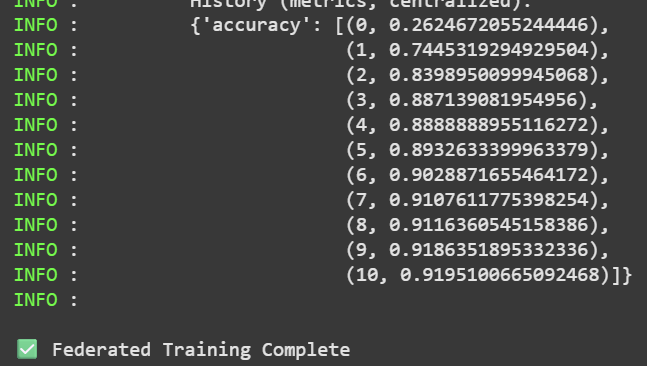 INFO :          History (metrics, centralized):
INFO :          {'accuracy': [(0, 0.2624672055244446),
INFO :                        (1, 0.7445319294929504),
INFO :                        (2, 0.8398950099945068),
INFO :                        (3, 0.887139081954956),
INFO :                        (4, 0.8888888955116272),
INFO :                        (5, 0.8932633399963379),
INFO :                        (6, 0.9028871655464172),
INFO :                        (7, 0.9107611775398254),
INFO :                        (8, 0.9116360545158386),
INFO :                        (9, 0.9186351895332336),
INFO :                        (10, 0.9195100665092468)]}
INFO :
✅ Federated Training Complete